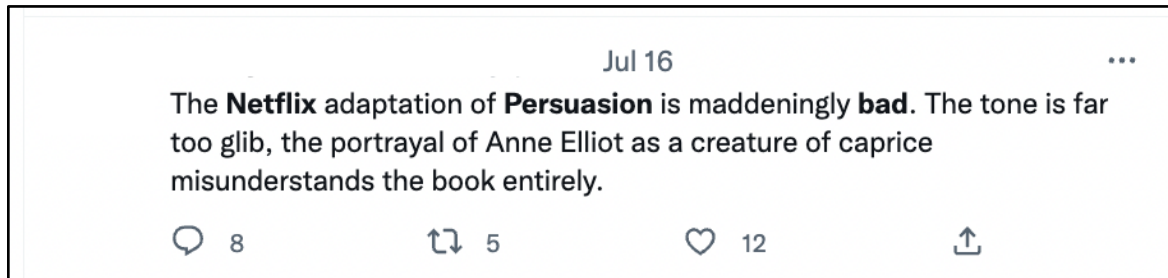 Jul 16
The Netflix adaptation of Persuasion is maddeningly bad. The tone is far
too glib, the portrayal of Anne Elliot as a creature of caprice
misunderstands the book entirely.
8 5 12